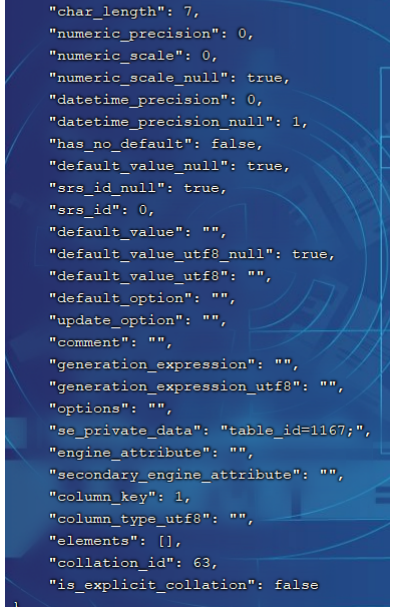 "char_length": 7,
"numeric_precision": 0,
"numeric_scale": 0,
"numeric_scale_null": true,
"datetime_precision": 0,
"datetime_precision_null": 1,
"has_no_default": false,
"default_value_null": true,
"srs_id_null": true,
"srs_id": 0,
"default_value": "",
"default_value_utf8_null": true,
"default_value_utf8": "",
"default_option": "",
"update_option": "",
"comment": "",
"generation_expression": "",
"generation_expression_utf8": "",
"options": "",
"se_private_data": "table_id=1167;",
"engine_attribute": "",
"secondary_engine_attribute": "",
"column_key": 1,
"column_type_utf8": "",
"elements": [],
"collation_id": 63,
"is_explicit_collation": false